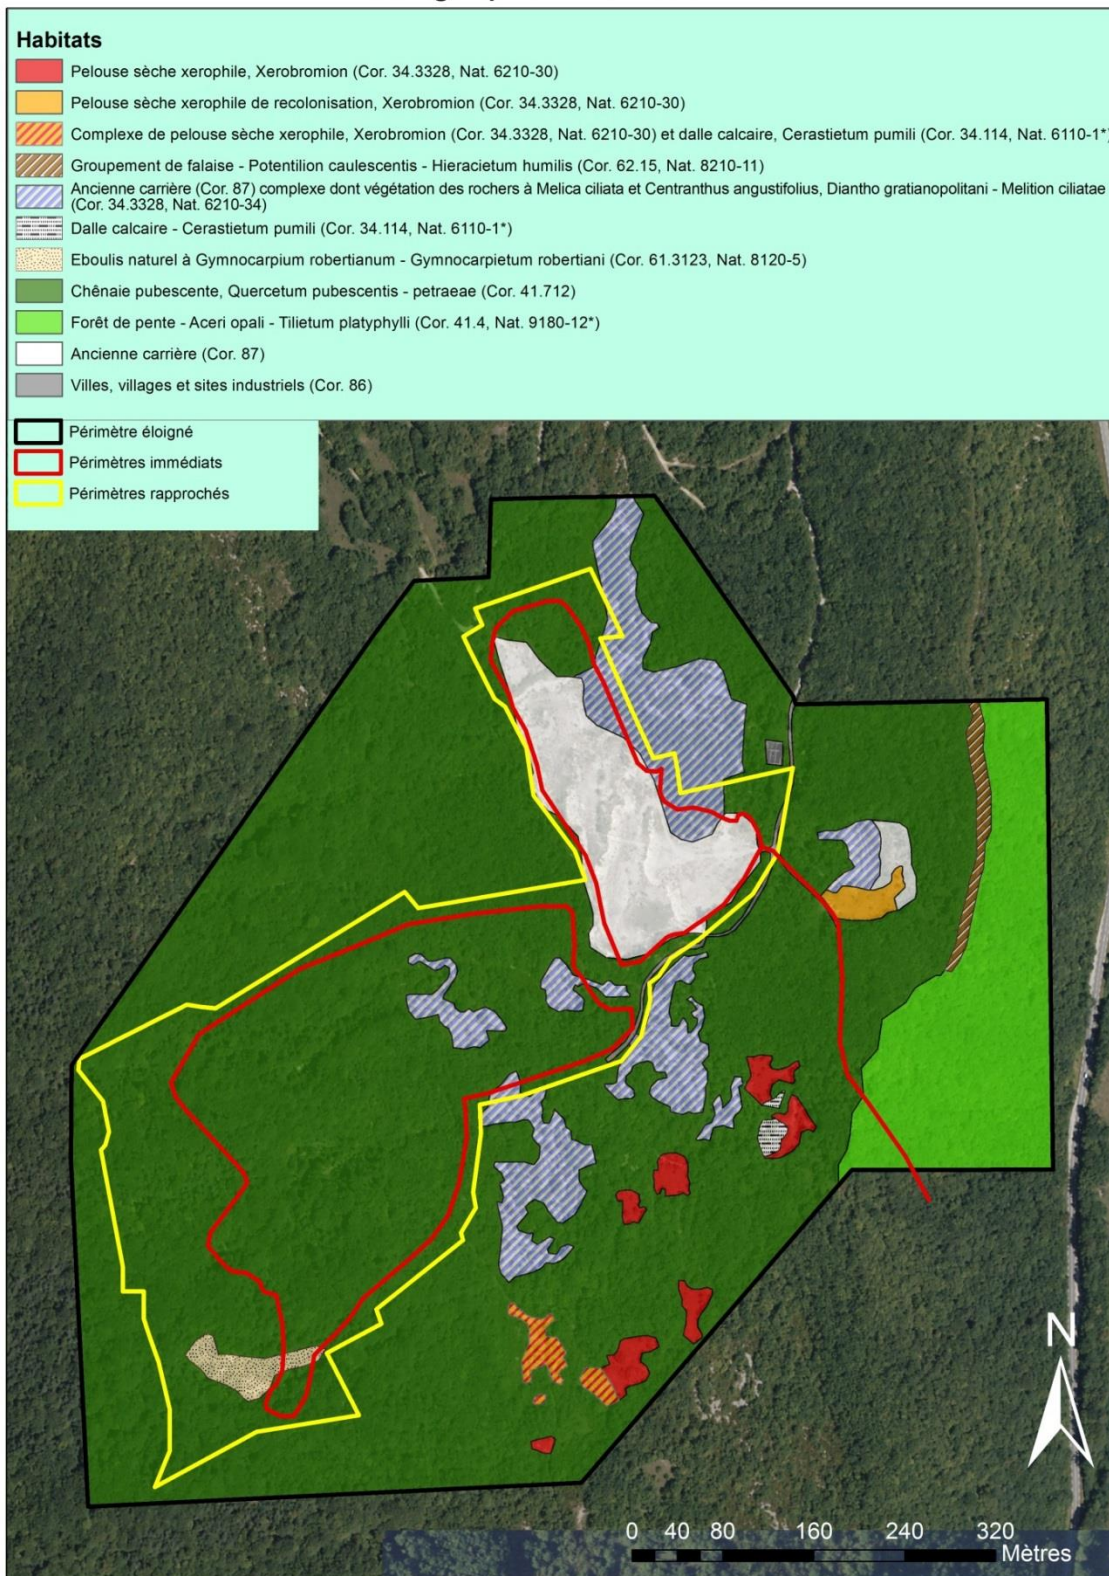 Habitats
Pelouse sèche xerophile, Xerobromion (Cor. 34.3328, Nat. 6210-30)
Pelouse sèche xerophile de recolonisation, Xerobromion (Cor. 34.3328, Nat. 6210-30)
Complexe de pelouse sèche xerophile, Xerobromion (Cor. 34.3328, Nat. 6210-30) et dalle calcaire, Cerastietum pumili (Cor. 34.114, Nat. 6110-1*)
Groupement de falaise - Potentilion caulescentis - Hieracietum humilis (Cor. 62.15, Nat. 8210-11)
Ancienne carrière (Cor. 87) complexe dont végétation des rochers à Melica ciliata et Centranthus angustifolius, Diantho gratianopolitani - Melition ciliatae
(Cor. 34.3328, Nat. 6210-34)
Dalle calcaire - Cerastietum pumili (Cor. 34.114, Nat. 6110-1*)
Eboulis naturel à Gymnocarpium robertianum - Gymnocarpietum robertiani (Cor. 61.3123, Nat. 8120-5)
Chênaie pubescente, Quercetum pubescentis - petraeae (Cor. 41.712)
Forêt de pente - Aceri opali - Tilietum platyphylli (Cor. 41.4, Nat. 9180-12*)
Ancienne carrière (Cor. 87)
Villes, villages et sites industriels (Cor. 86)
Périmètre éloigné
Périmètres immédiats
Périmètres rapprochés
N
0 40 80 160 240 320
Mètres